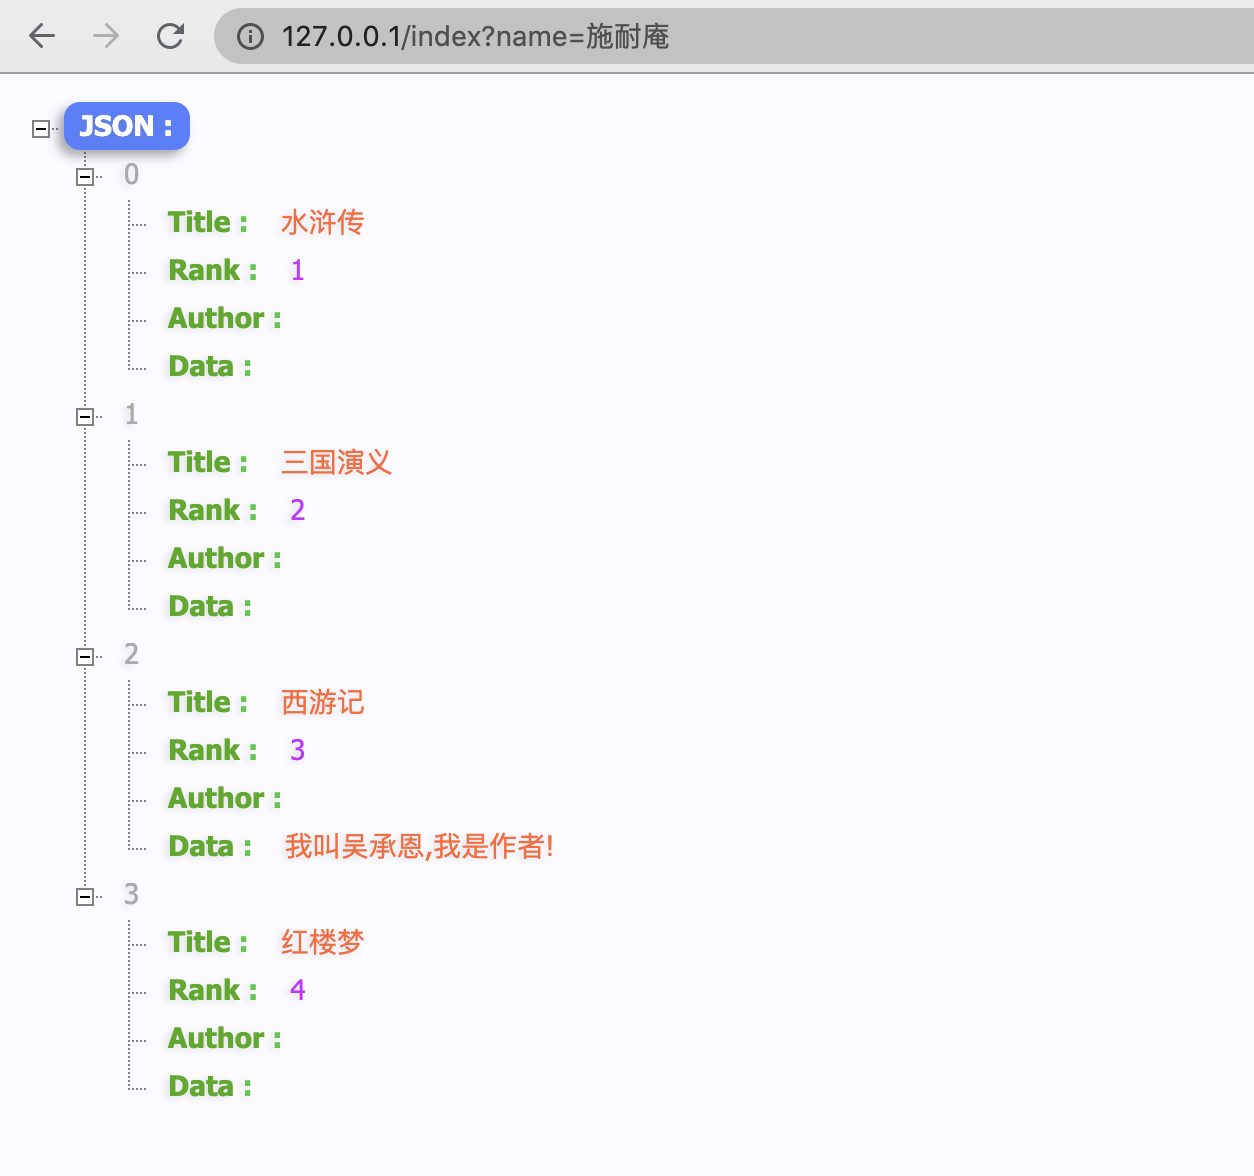 127.0.0.1/index?name=施耐庵
JSON :
0
Title : 水浒传
Rank : 1
Author :
Data :
1
Title : 三国演义
Rank : 2
Author :
Data :
2
Title : 西游记
Rank : 3
Author :
Data : 我叫吴承恩,我是作者!
3
Title : 红楼梦
Rank : 4
Author :
Data :